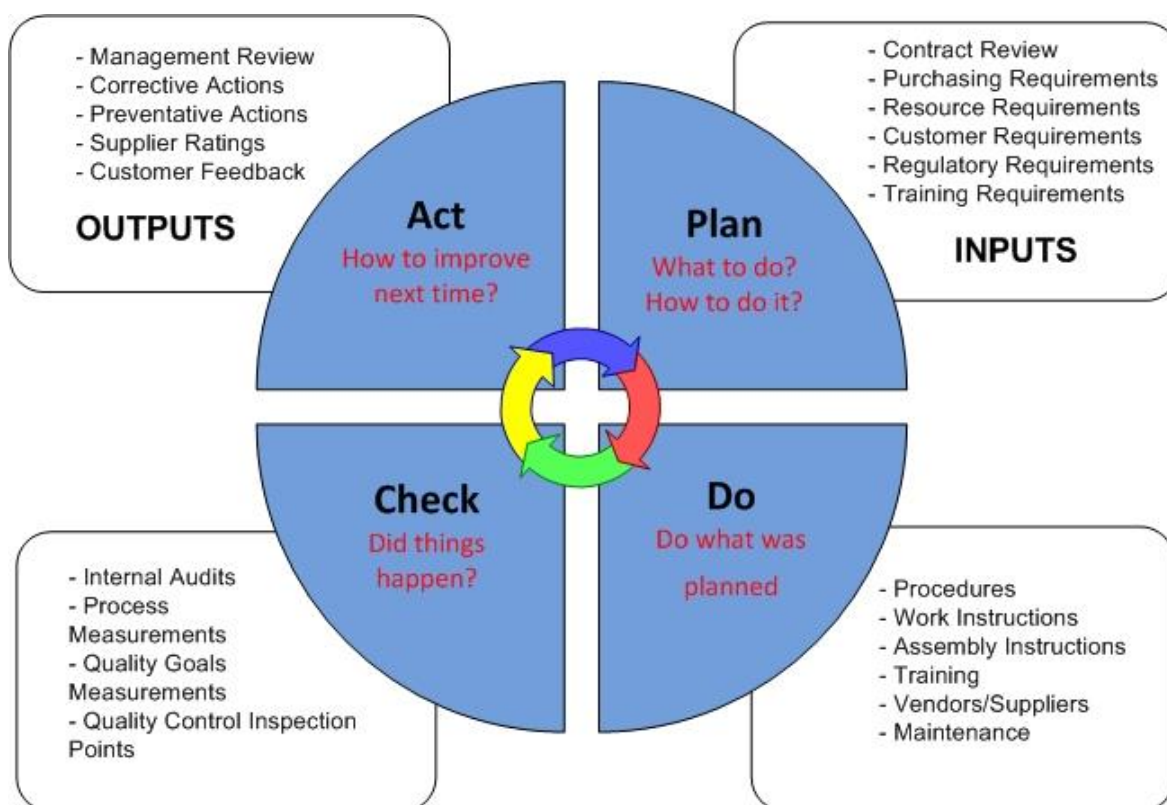 - Management Review
- Corrective Actions
- Preventative Actions
- Supplier Ratings
- Customer Feedback
OUTPUTS
- Contract Review
- Purchasing Requirements
- Resource Requirements
- Customer Requirements
- Regulatory Requirements
- Training Requirements
INPUTS
Act
How to improve
next time?
Plan
What to do?
How to do it?
Check
Did things
happen?
Do
Do what was
planned
- Internal Audits
- Process
Measurements
- Quality Goals
Measurements
- Quality Control Inspection
Points
- Procedures
- Work Instructions
- Assembly Instructions
- Training
- Vendors/Suppliers
- Maintenance